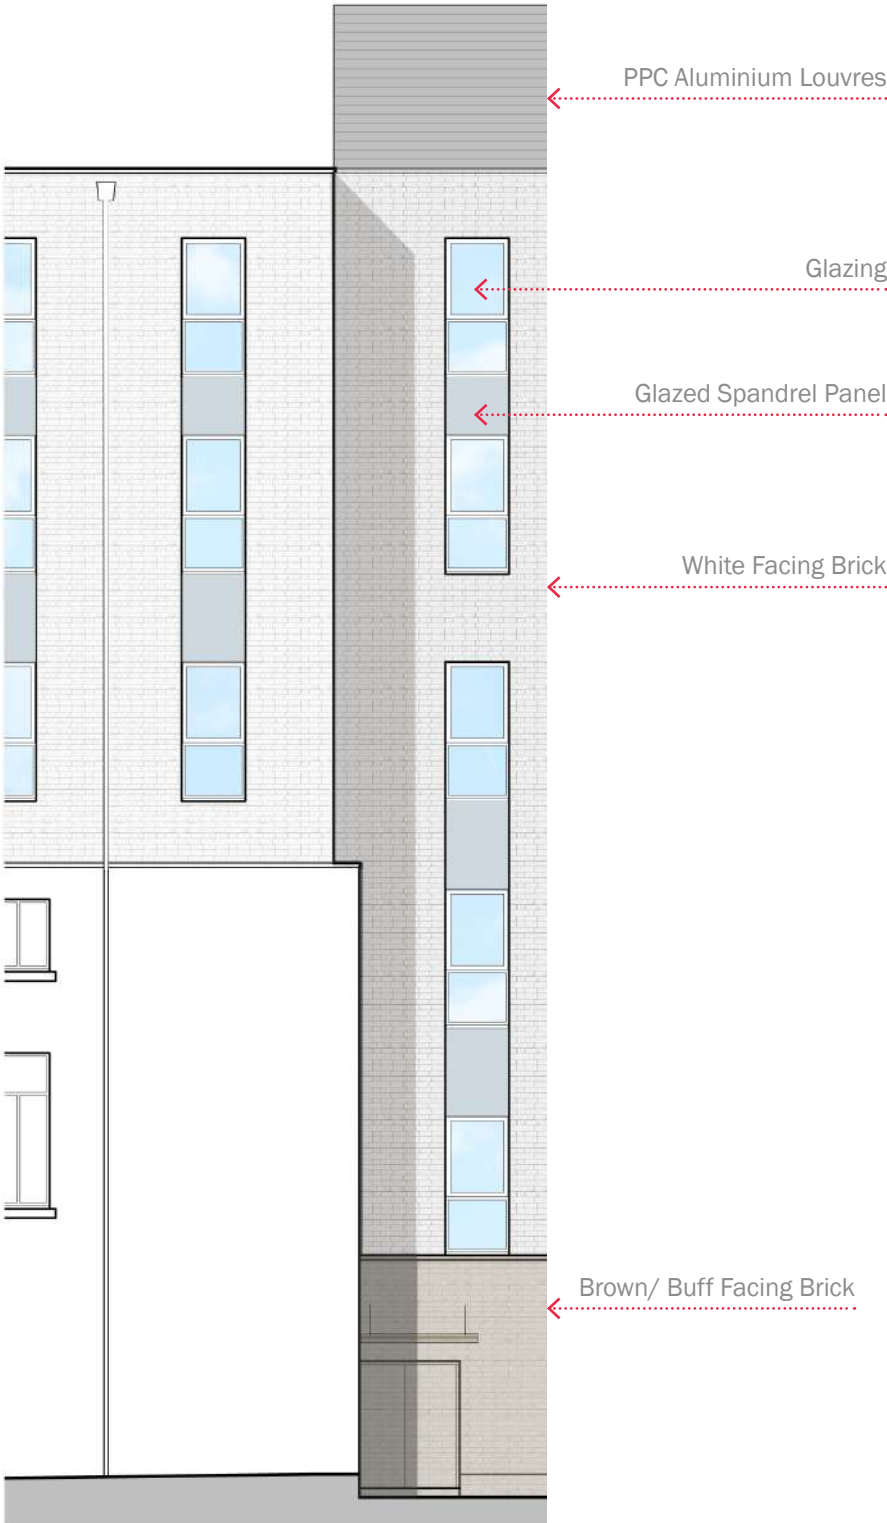 PPC Aluminium Louvres
Glazing
Glazed Spandrel Panel
White Facing Brick
Brown/ Buff Facing Brick